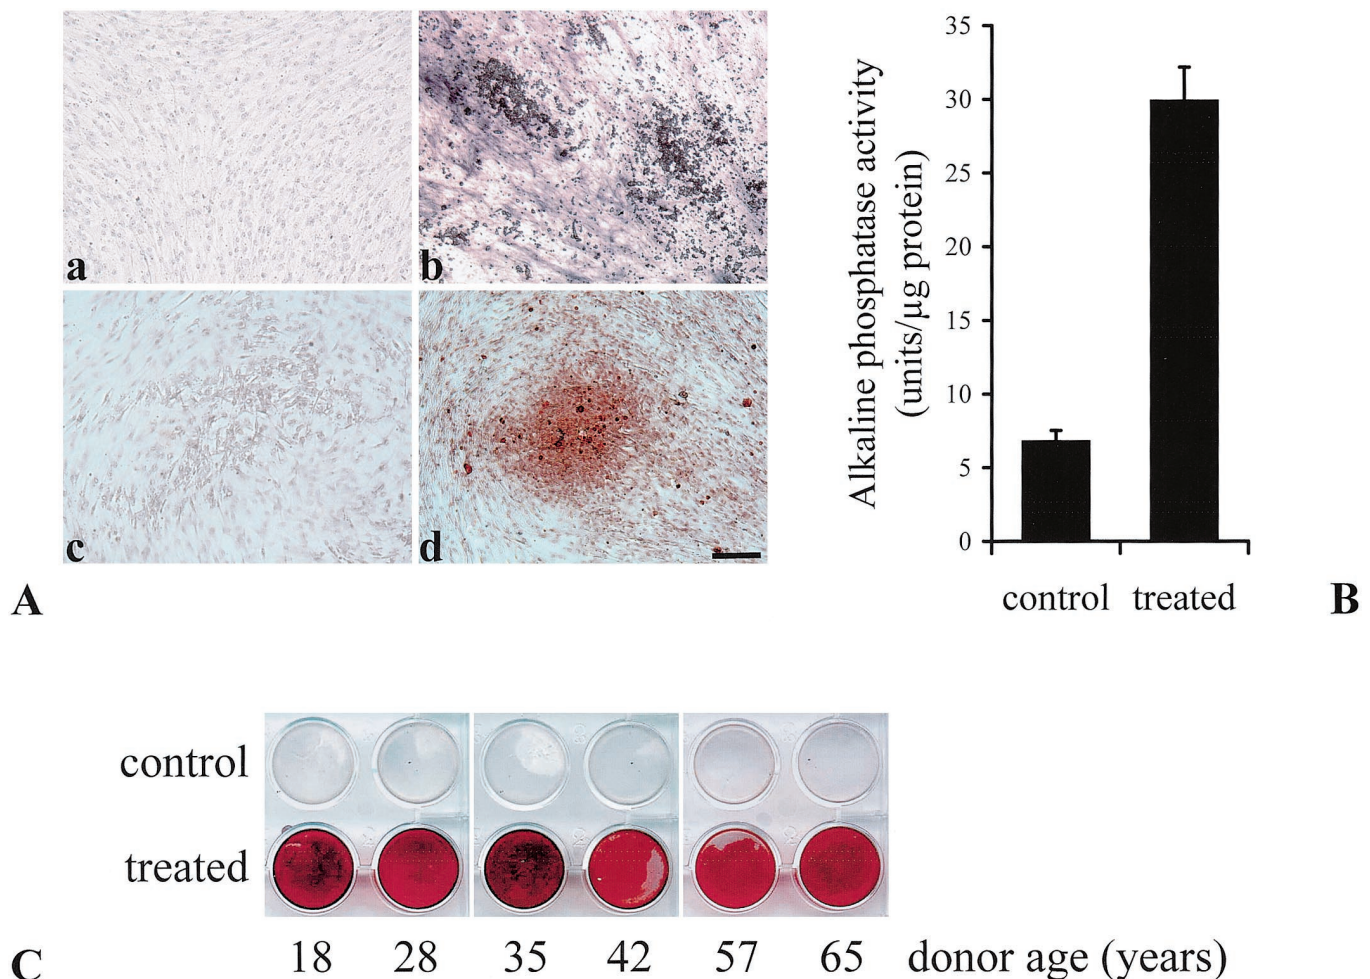 a
b
c
d
A
Alkaline phosphatase activity
(units/µg protein)
35
30
25
20
15
10
5
0
control treated
B
control
treated
18 28 35 42 57 65 donor age (years)
C